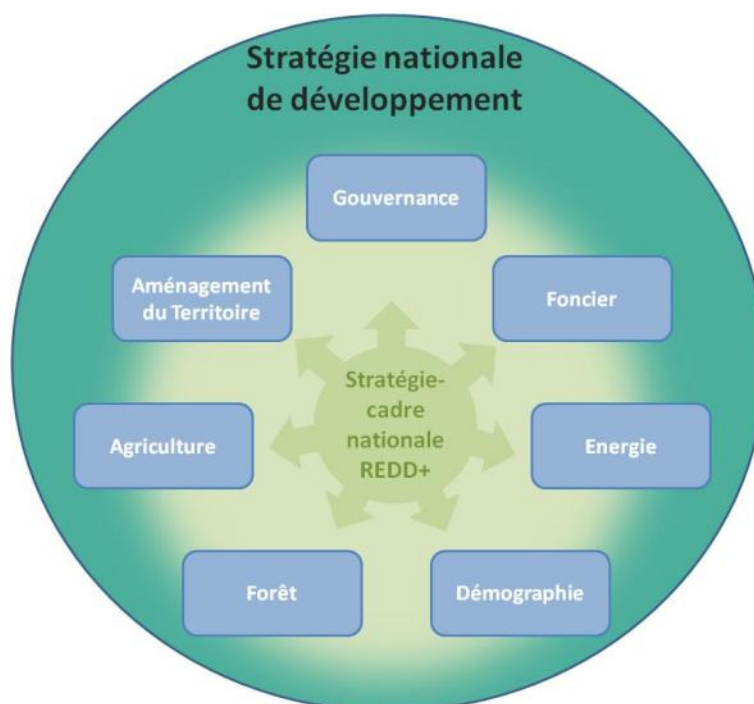 Stratégie nationale
de développement
Gouvernance
Aménagement
du Territoire
Foncier
Stratégie-
cadre
nationale
REDD+
Agriculture
Energie
Forêt
Démographie